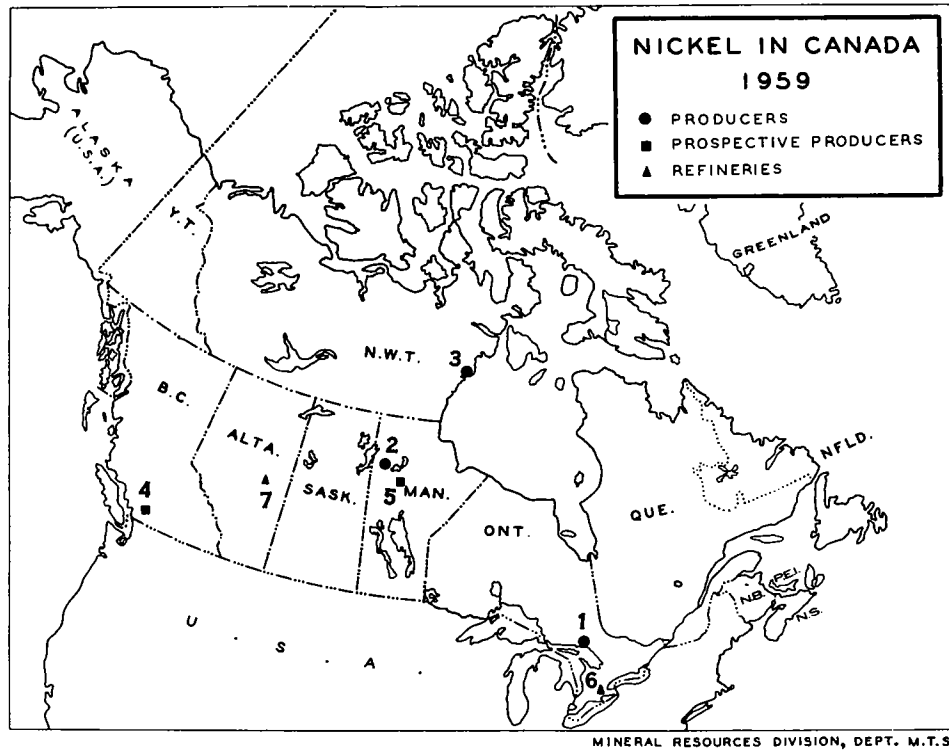 NICKEL IN CANADA
1959
PRODUCERS
PROSPECTIVE PRODUCERS
REFINERIES
ALASKA
(U.S.A.)
Y.T.
GREENLAND
N.W.T.
3
B.C.
ALTA.
7
SASK.
2
5
MAN.
4
ONT.
QUE.
NFLD.
P.E.I.
N.B.
N.S.
1
6
U. S. A.
MINERAL RESOURCES DIVISION, DEPT. M.T.S